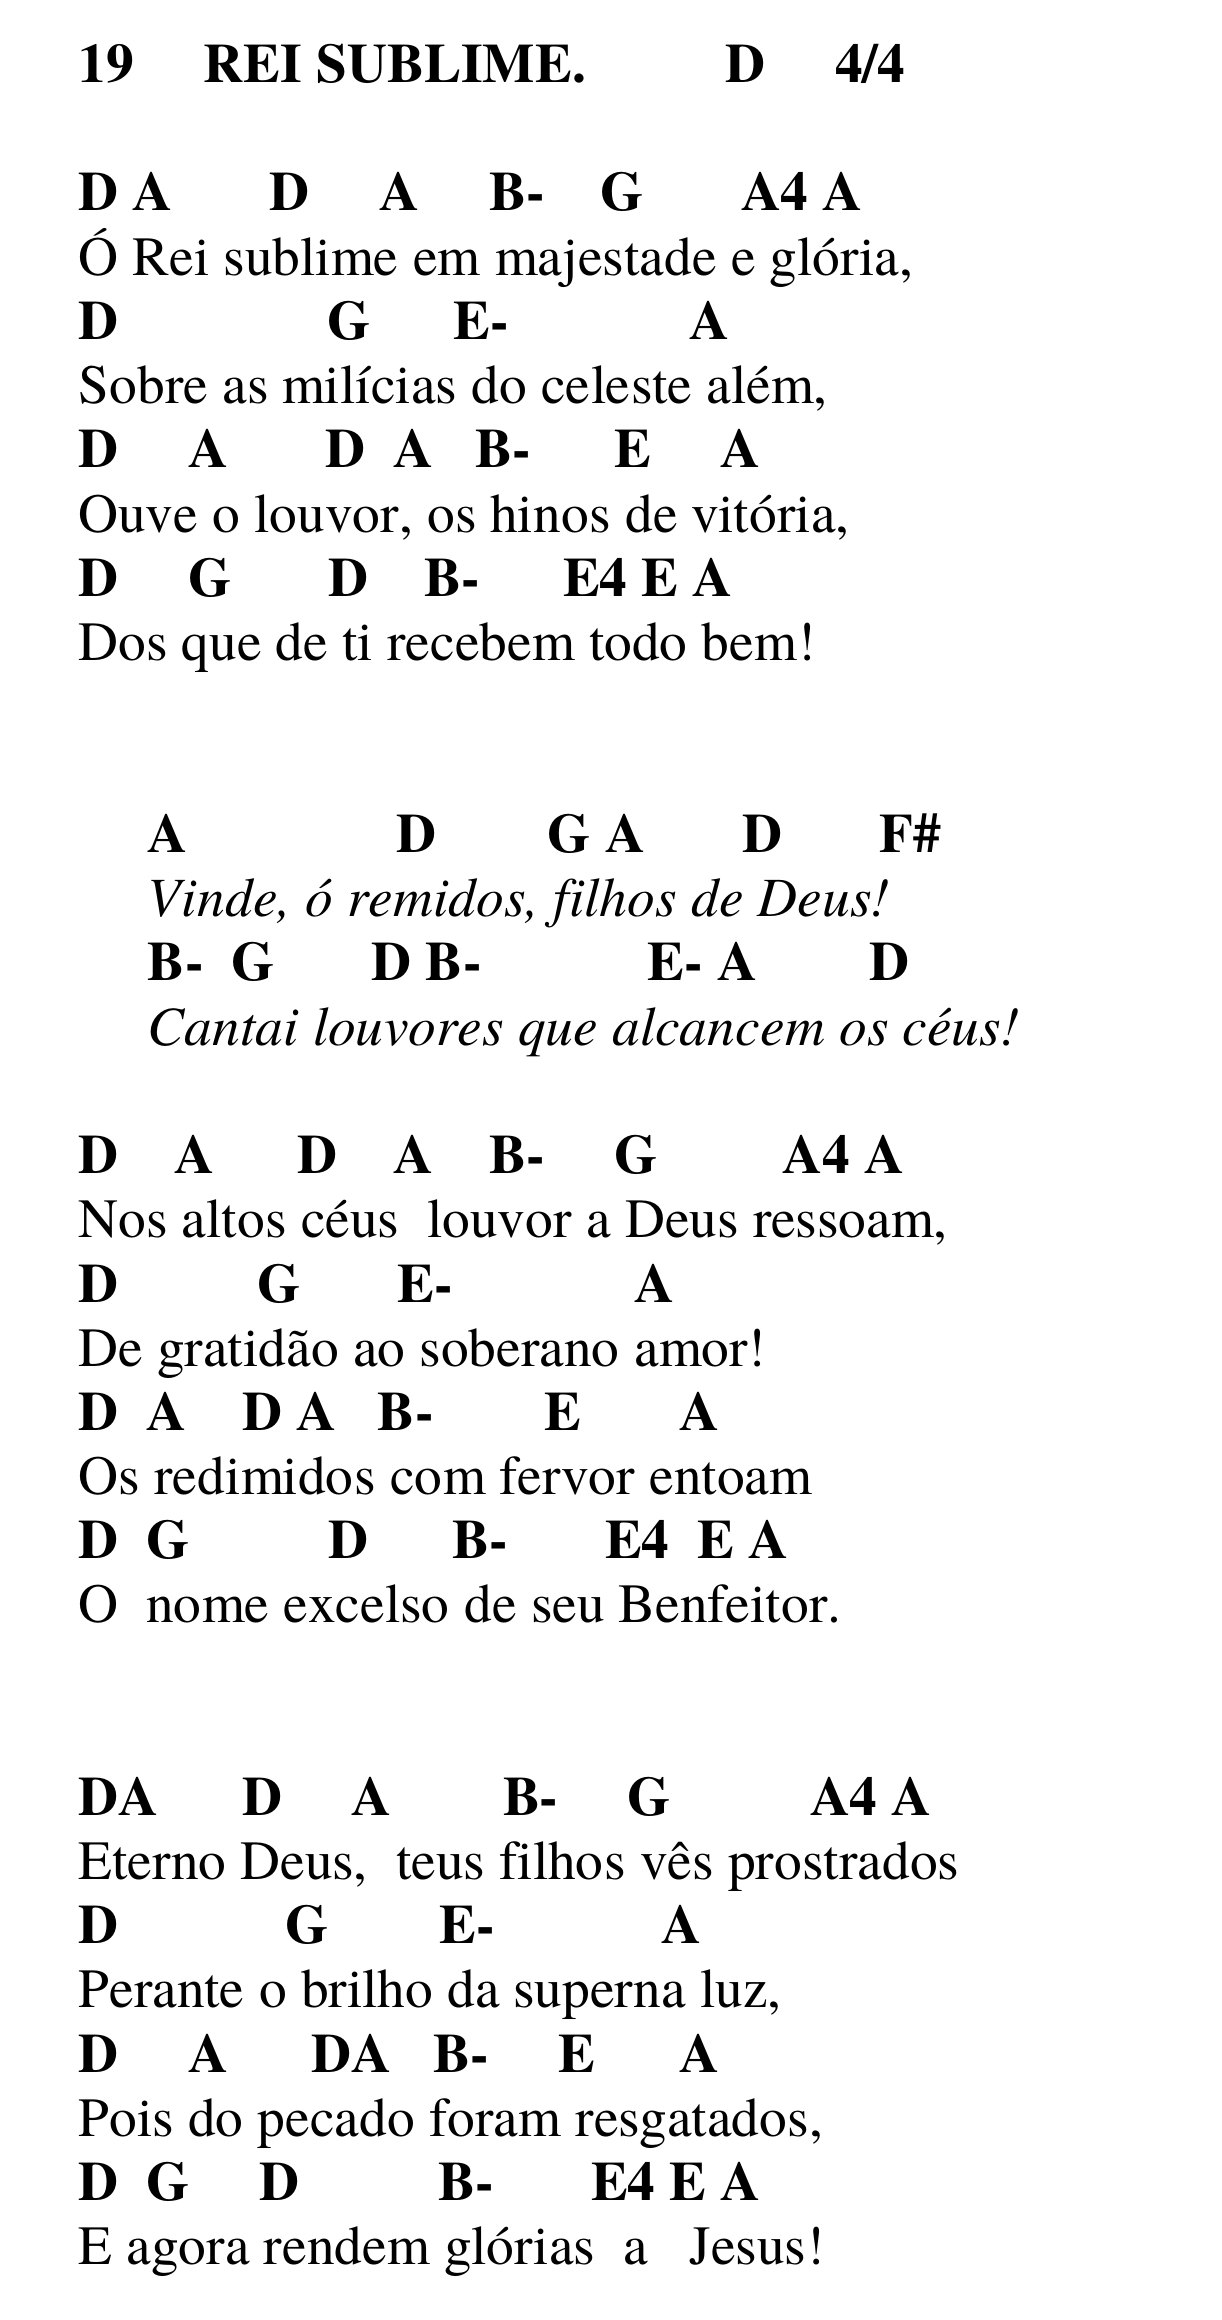 19 REI SUBLIME. D 4/4
D A D A B- G A4 A
Ó Rei sublime em majestade e glória,
D G E- A
Sobre as milícias do celeste além,
D A D A B- E A
Ouve o louvor, os hinos de vitória,
D G D B- E4 E A
Dos que de ti recebem todo bem!
A D G A D F#
Vinde, ó remidos, filhos de Deus!
B- G D B- E- A D
Cantai louvores que alcancem os céus!
D A D A B- G A4 A
Nos altos céus louvor a Deus ressoam,
D G E- A
De gratidão ao soberano amor!
D A D A B- E A
Os redimidos com fervor entoam
D G D B- E4 E A
O nome excelso de seu Benfeitor.
DA D A B- G A4 A
Eterno Deus, teus filhos vês prostrados
D G E- A
Perante o brilho da superna luz,
D A DA B- E A
Pois do pecado foram resgatados,
D G D B- E4 E A
E agora rendem glórias a Jesus!